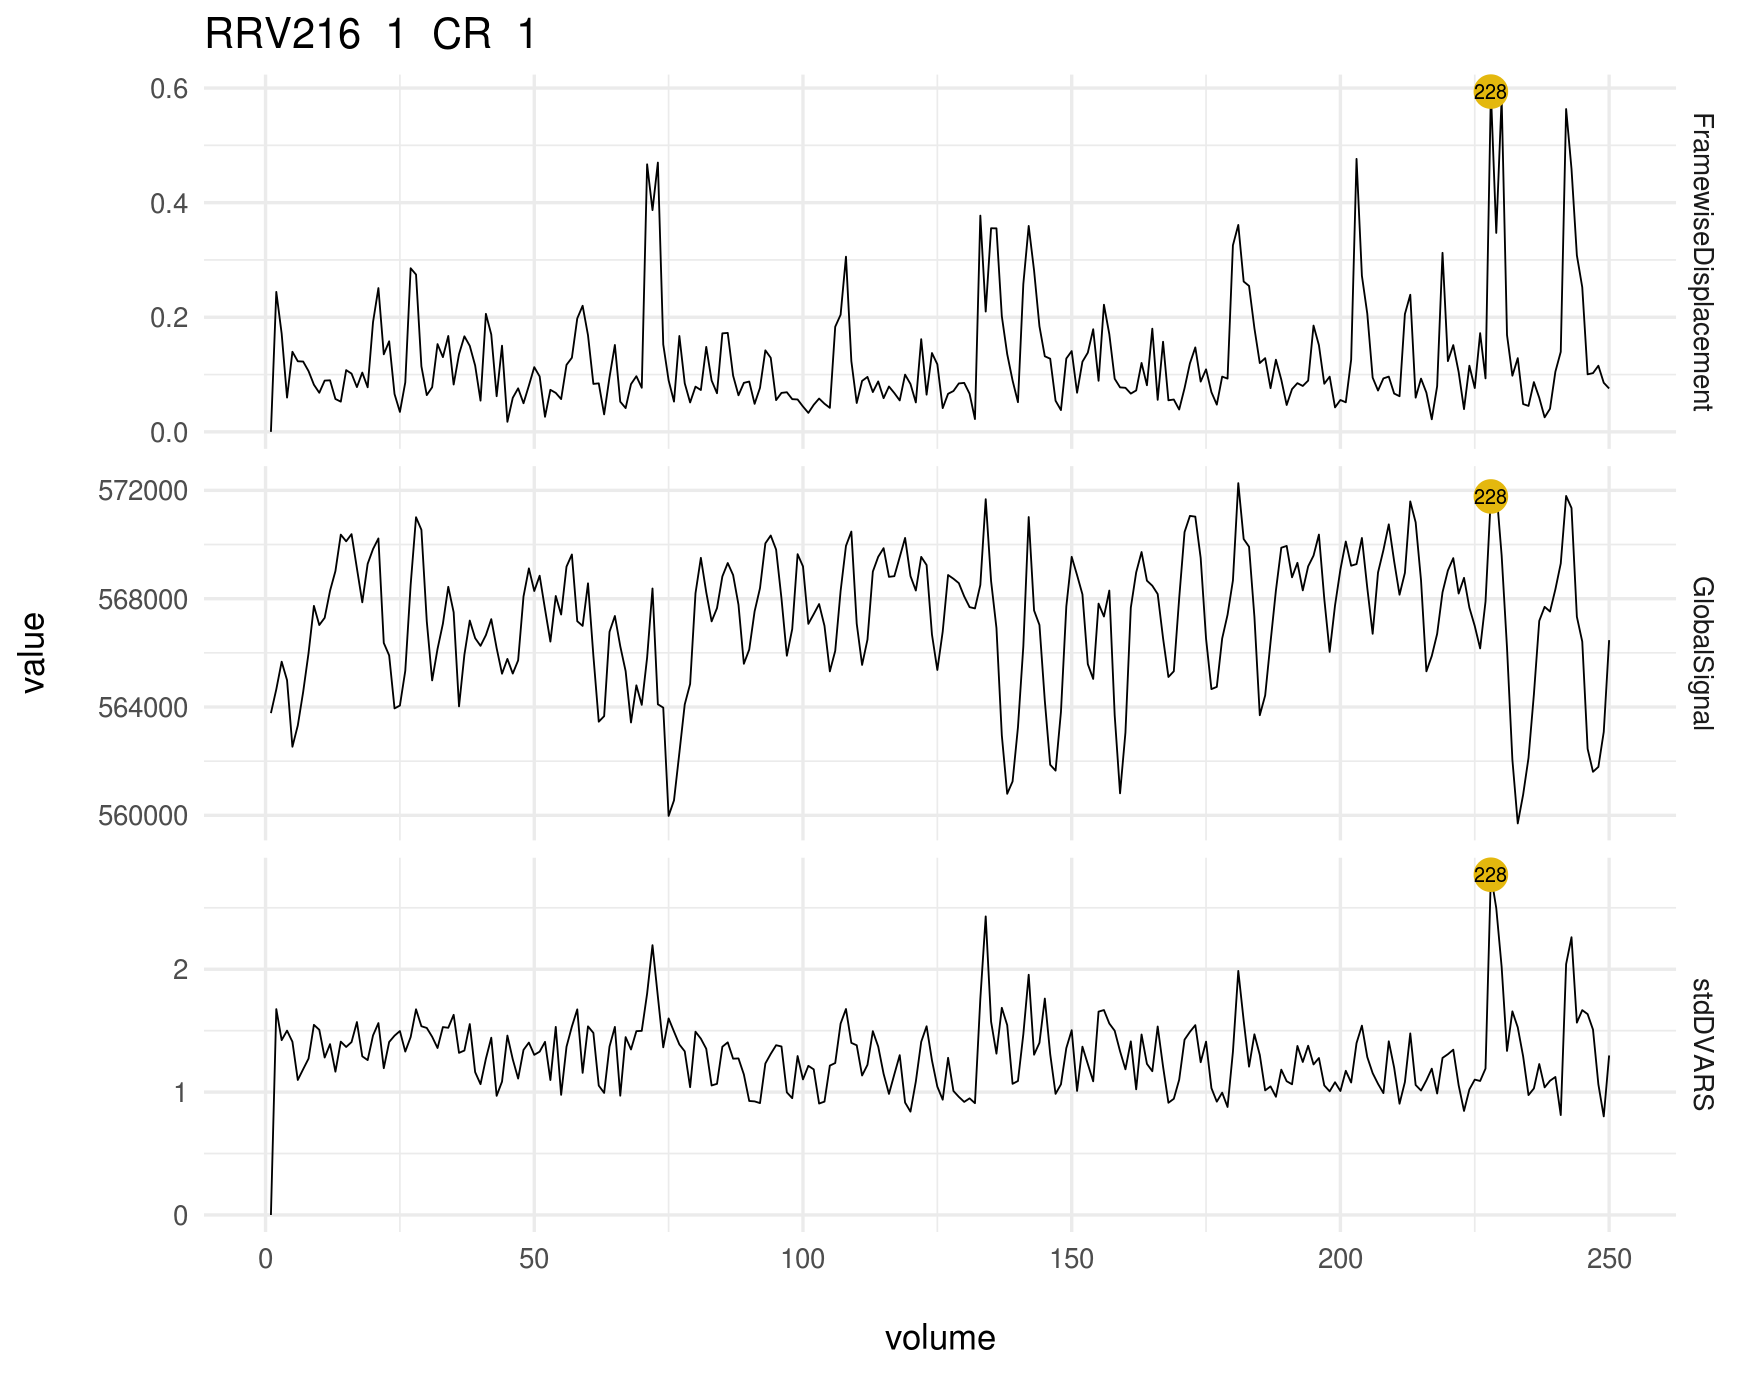 RRV216 1 CR 1
0.6
0.4
0.2
0.0
228
FramewiseDisplacement
572000
568000
564000
560000
228
GlobalSignal
value
2
1
0
228
stdDVARS
0 50 100 150 200 250
volume